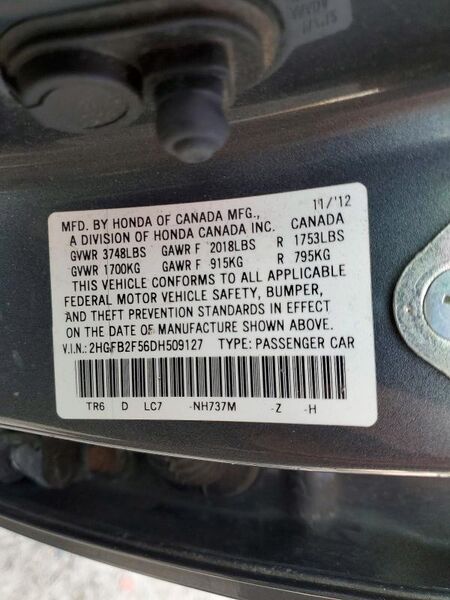 11/'12
MFD. BY HONDA OF CANADA MFG., CANADA
A DIVISION OF HONDA CANADA INC.
GVWR 3748LBS GAWR F 2018LBS R 1753LBS
GVWR 1700KG GAWR F 915KG R 795KG
THIS VEHICLE CONFORMS TO ALL APPLICABLE
FEDERAL MOTOR VEHICLE SAFETY, BUMPER,
AND THEFT PREVENTION STANDARDS IN EFFECT
ON THE DATE OF MANUFACTURE SHOWN ABOVE.
V.I.N.: 2HGFB2F56DH509127 TYPE: PASSENGER CAR
TR6 D LC7 -NH737M -Z -H